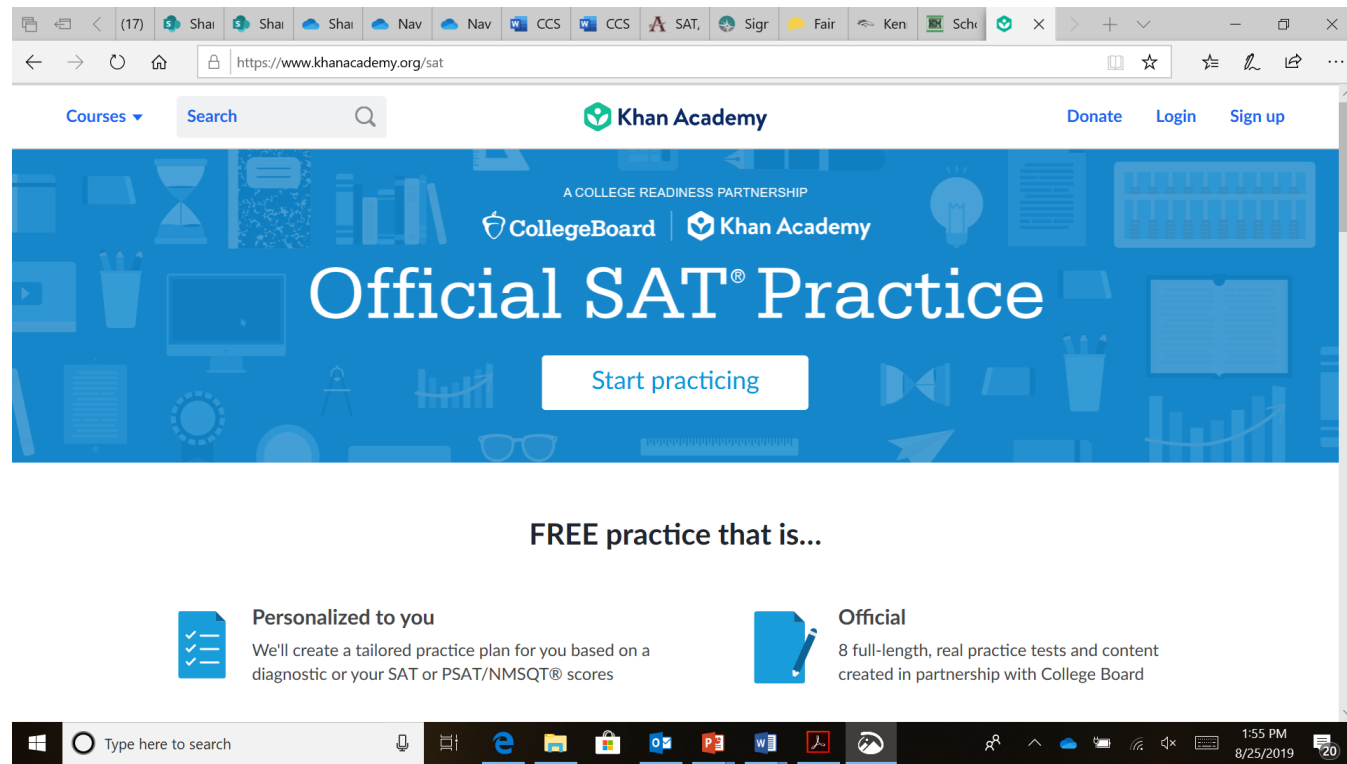 (17) Shai Shai Shai Nav Nav CCS CCS SAT, Sigr Fair Ken Scho
https://www.khanacademy.org/sat
Courses Search Khan Academy Donate Login Sign up
A COLLEGE READINESS PARTNERSHIP
CollegeBoard Khan Academy
Official SAT® Practice
Start practicing
FREE practice that is...
Personalized to you
We'll create a tailored practice plan for you based on a
diagnostic or your SAT or PSAT/NMSQT® scores
Official
8 full-length, real practice tests and content
created in partnership with College Board
Type here to search
1:55 PM
8/25/2019
20